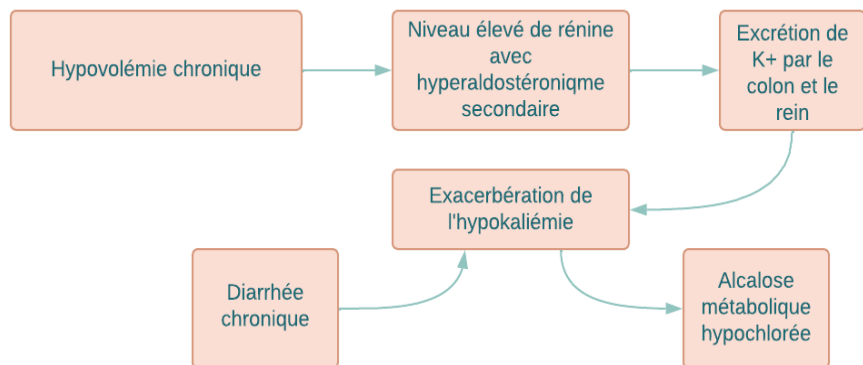 Hypovolémie chronique
Niveau élevé de rénine
avec
hyperaldostéroniqme
secondaire
Excrétion de
K+ par le
colon et le
rein
Exacerbération de
l'hypokaliémie
Diarrhée
chronique
Alcalose
métabolique
hypochlorée